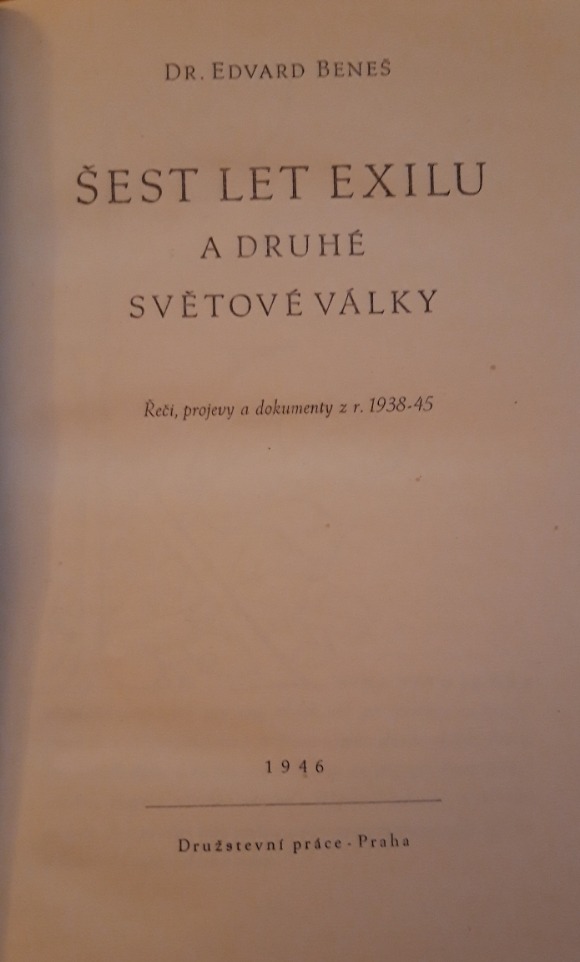 DR. EDVARD BENEŠ
ŠEST LET EXILU
A DRUHÉ
SVĚTOVÉ VÁLKY
Řeči, projevy a dokumenty z r. 1938-45
1946
Družstevní práce · Praha